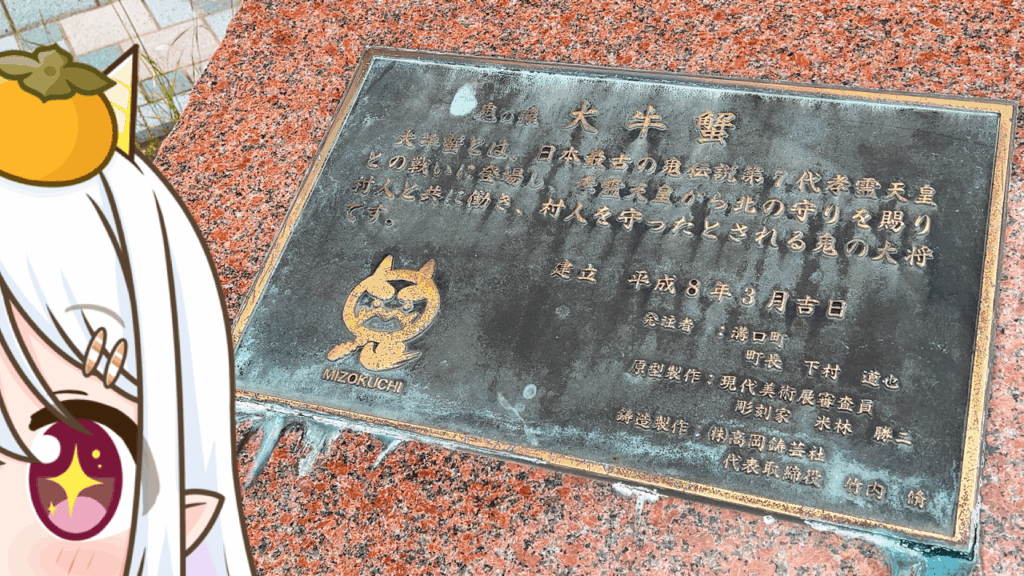 鬼の像 大牛蟹
大牛蟹とは、日本最古の鬼伝説第7代孝霊天皇
との戦いに登場し、孝霊天皇から北の守りを賜り
村人と共に働き、村人を守ったとされる鬼の大将
です。
建立 平成8年3月吉日
発注者:溝口町
町長 下村 道也
原型製作:現代美術展審査員
彫刻家 米林 勝三
鋳造製作:㈱高岡鋳芸社
代表取締役 竹内
MIZOKUCHI